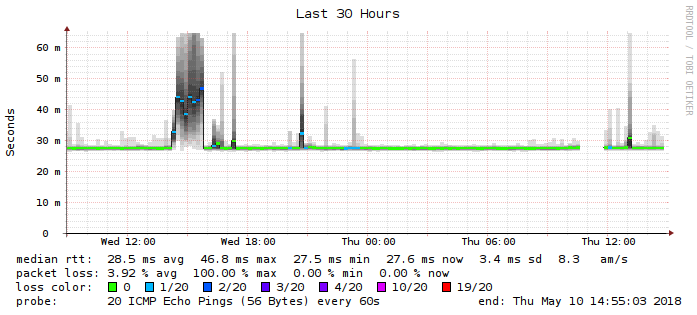 Last 30 Hours
RRDTOOL / TOBI OETIKER
Seconds
60 m
50 m
40 m
30 m
20 m
10 m
0
Wed 12:00 Wed 18:00 Thu 00:00 Thu 06:00 Thu 12:00
median rtt: 28.5 ms avg 46.8 ms max 27.5 ms min 27.6 ms now 3.4 ms sd 8.3 am/s
packet loss: 3.92 % avg 100.00 % max 0.00 % min 0.00 % now
loss color: 0 1/20 2/20 3/20 4/20 10/20 19/20
probe: 20 ICMP Echo Pings (56 Bytes) every 60s end: Thu May 10 14:55:03 2018